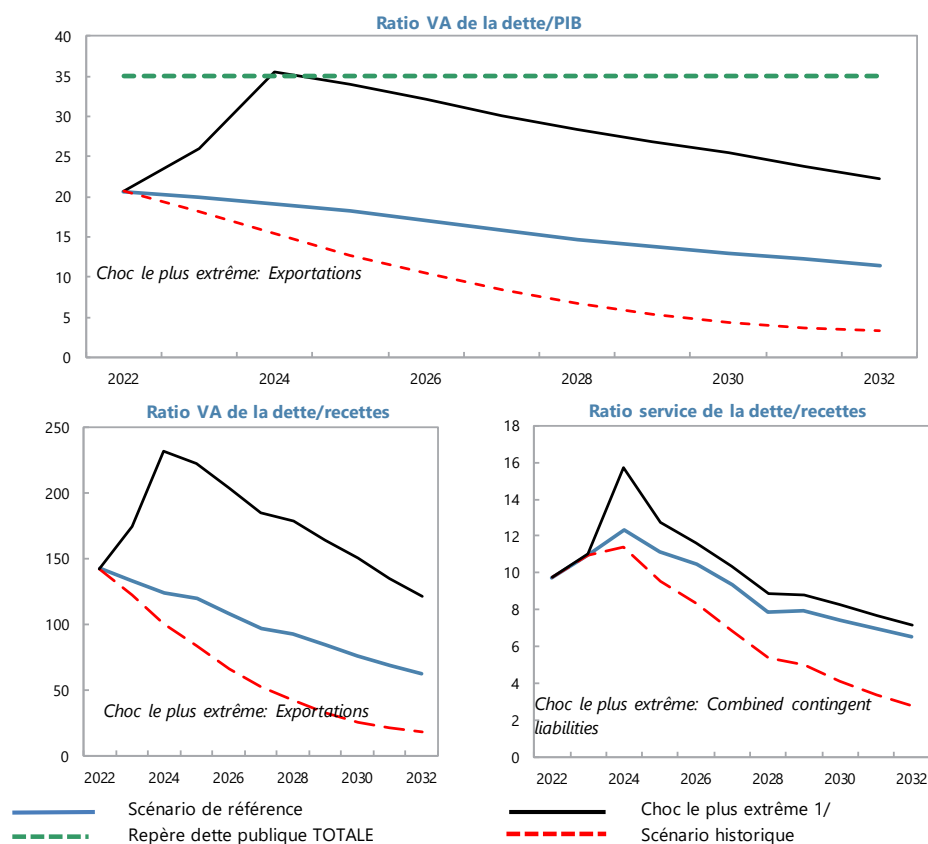 Ratio VA de la dette/PIB
40
35
30
25
20
15
10
5
0
Choc le plus extrême: Exportations
2022 2024 2026 2028 2030 2032
Ratio VA de la dette/recettes
250
200
150
100
50
0
Choc le plus extrême: Exportations
2022 2024 2026 2028 2030 2032
Ratio service de la dette/recettes
18
16
14
12
10
8
6
4
2
0
Choc le plus extrême: Combined contingent
liabilities
2022 2024 2026 2028 2030 2032
Scénario de référence
Choc le plus extrême 1/
Repère dette publique TOTALE
Scénario historique